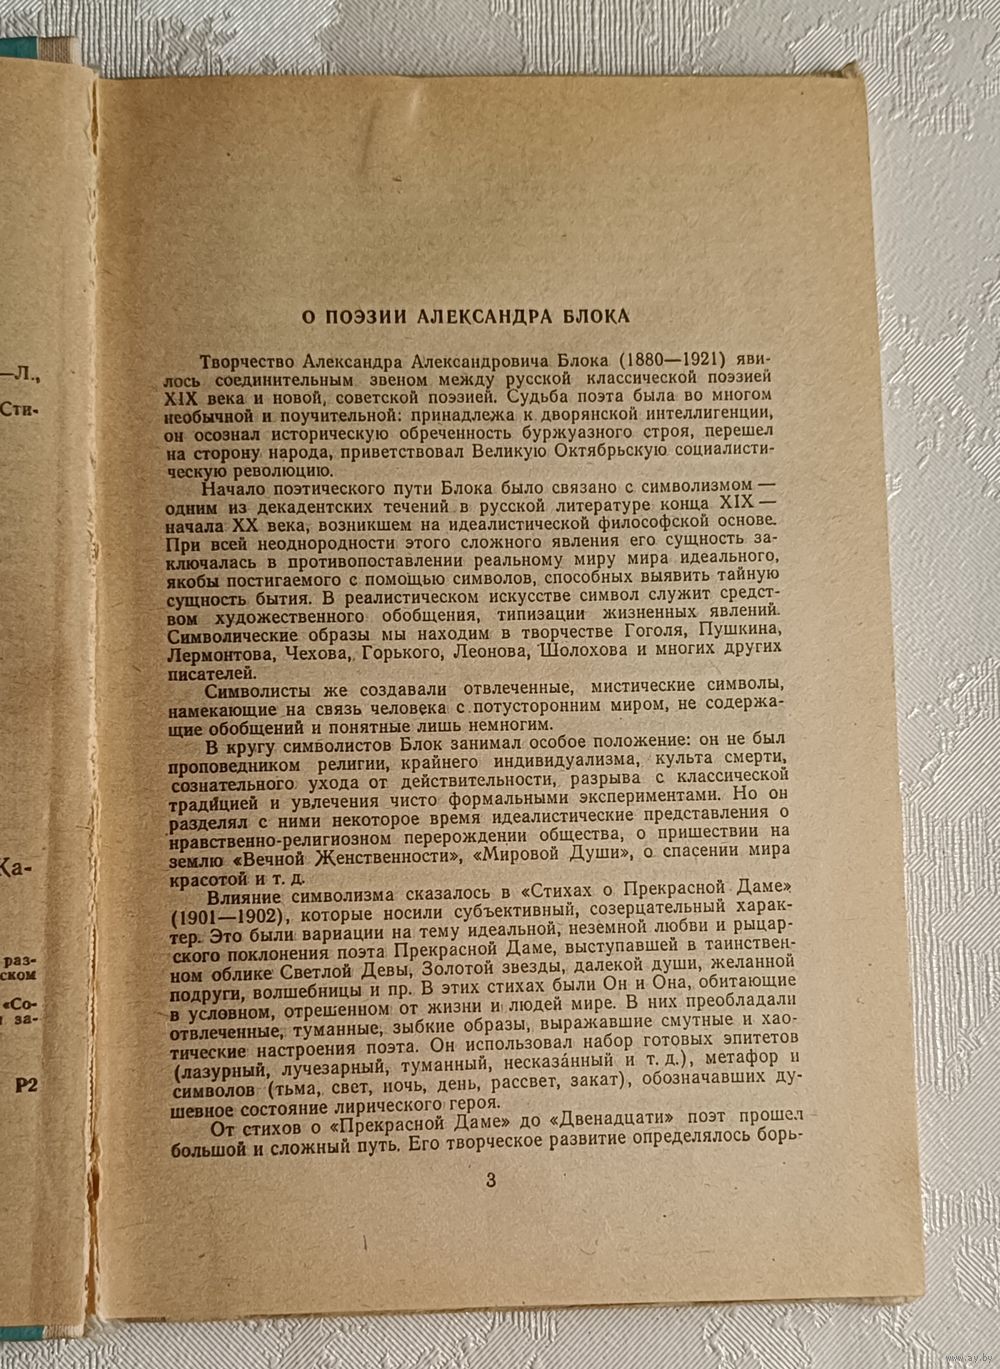 —Л.,
Сти-
Ка-
раз-
ском
«Со-
за-
Р2
О ПОЭЗИИ АЛЕКСАНДРА БЛОКА
Творчество Александра Александровича Блока (1880—1921) яви-
лось соединительным звеном между русской классической поэзией
XIX века и новой, советской поэзией. Судьба поэта была во многом
необычной и поучительной: принадлежа к дворянской интеллигенции,
он осознал историческую обреченность буржуазного строя, перешел
на сторону народа, приветствовал Великую Октябрьскую социалисти-
ческую революцию.
Начало поэтического пути Блока было связано с символизмом —
одним из декадентских течений в русской литературе конца XIX —
начала XX века, возникшем на идеалистической философской основе.
При всей неоднородности этого сложного явления его сущность за-
ключалась в противопоставлении реальному миру мира идеального,
якобы постигаемого с помощью символов, способных выявить тайную
сущность бытия. В реалистическом искусстве символ служит средст-
вом художественного обобщения, типизации жизненных явлений.
Символические образы мы находим в творчестве Гоголя, Пушкина,
Лермонтова, Чехова, Горького, Леонова, Шолохова и многих других
писателей.
Символисты же создавали отвлеченные, мистические символы,
намекающие на связь человека с потусторонним миром, не содержа-
щие обобщений и понятные лишь немногим.
В кругу символистов Блок занимал особое положение: он не был
проповедником религии, крайнего индивидуализма, культа смерти,
сознательного ухода от действительности, разрыва с классической
традицией и увлечения чисто формальными экспериментами. Но он
разделял с ними некоторое время идеалистические представления о
нравственно-религиозном перерождении общества, о пришествии на
землю «Вечной Женственности», «Мировой Души», о спасении мира
красотой и т. д.
Влияние символизма сказалось в «Стихах о Прекрасной Даме»
(1901—1902), которые носили субъективный, созерцательный харак-
тер. Это были вариации на тему идеальной, неземной любви и рыцар-
ского поклонения поэта Прекрасной Даме, выступавшей в таинствен-
ном облике Светлой Девы, Золотой звезды, далекой души, желанной
подруги, волшебницы и пр. В этих стихах были Он и Она, обитающие
в условном, отрешенном от жизни и людей мире. В них преобладали
отвлеченные, туманные, зыбкие образы, выражавшие смутные и хао-
тические настроения поэта. Он использовал набор готовых эпитетов
(лазурный, лучезарный, туманный, несказáнный и т. д.), метафор и
символов (тьма, свет, ночь, день, рассвет, закат), обозначавших ду-
шевное состояние лирического героя.
От стихов о «Прекрасной Даме» до «Двенадцати» поэт прошел
большой и сложный путь. Его творческое развитие определялось борь-
3
www.ay.by